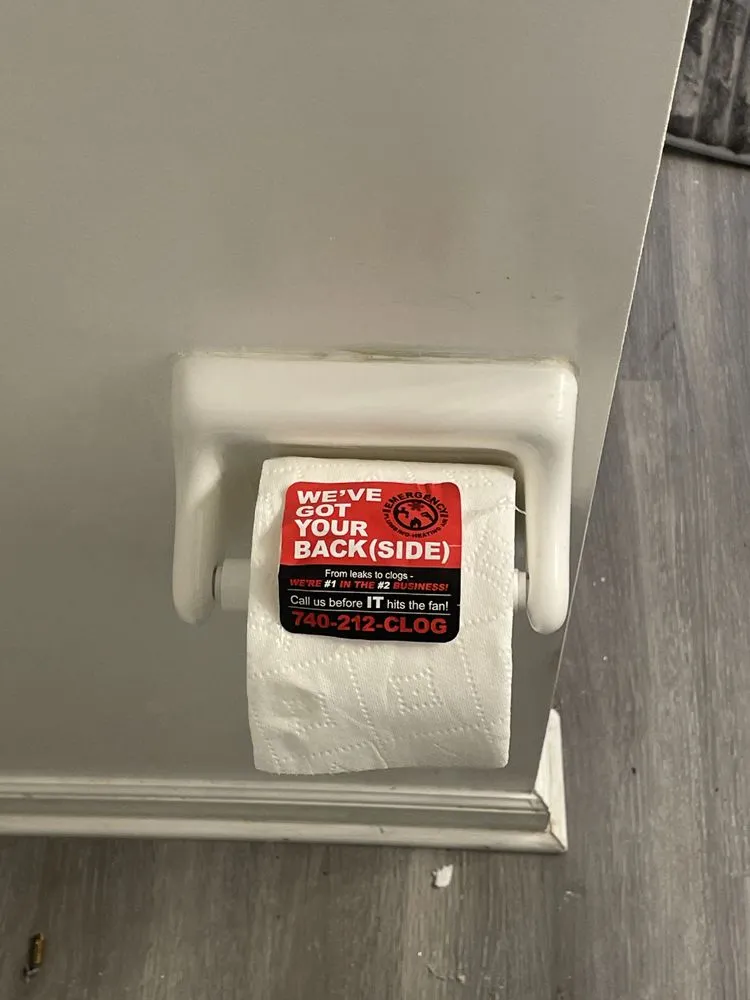 WE'VE
GOT
YOUR
BACK(SIDE)
EMERGENCY
From leaks to clogs -
WE'RE #1 IN THE #2 BUSINESS!
Call us before IT hits the fan!
740-212-CLOG